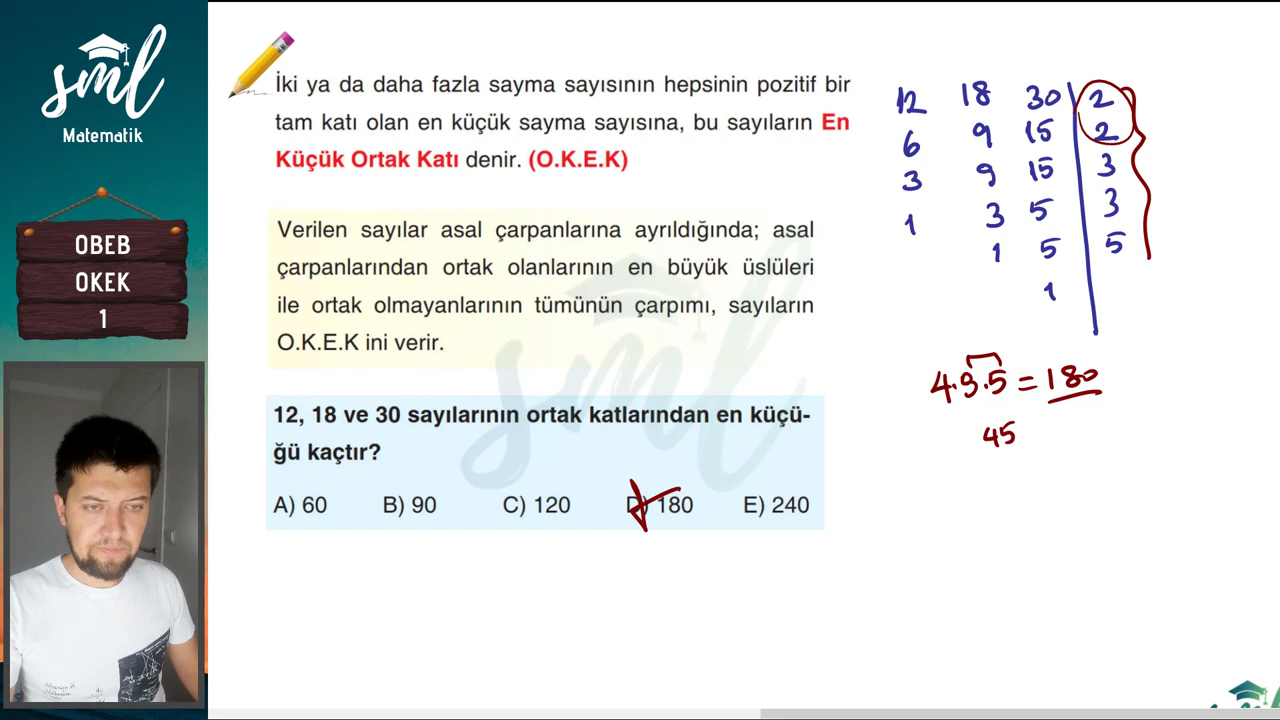 sml
Matematik
OBEB
OKEK
1
İki ya da daha fazla sayma sayısının hepsinin pozitif bir
tam katı olan en küçük sayma sayısına, bu sayıların En
Küçük Ortak Katı denir. (O.K.E.K)
Verilen sayılar asal çarpanlarına ayrıldığında; asal
çarpanlarından ortak olanlarının en büyük üslüleri
ile ortak olmayanlarının tümünün çarpımı, sayıların
O.K.E.K ini verir.
12, 18 ve 30 sayılarının ortak katlarından en küçü-
ğü kaçtır?
A) 60 B) 90 C) 120 D) 180 E) 240
12 18 30 2
6 9 15 2
3 9 15 3
1 3 5 3
1 5 5
1
4.9.5 = 180
45